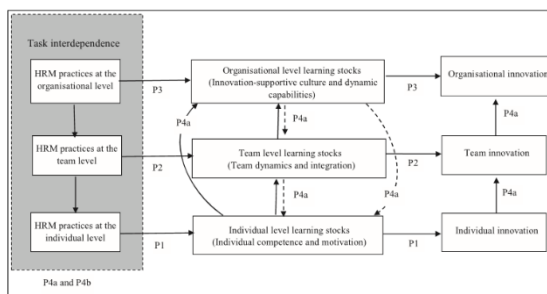 Task interdependence
HRM practices at the
organisational level
P3
Organisational level learning stocks
(Innovation-supportive culture and dynamic
capabilities)
P3
Organisational innovation
P4a
P4a
P4a
HRM practices at the
team level
P2
Team level learning stocks
(Team dynamics and integration)
P2
Team innovation
P4a
P4a
P4a
HRM practices at the
individual level
P1
Individual level learning stocks
(Individual competence and motivation)
P1
Individual innovation
P4a and P4b